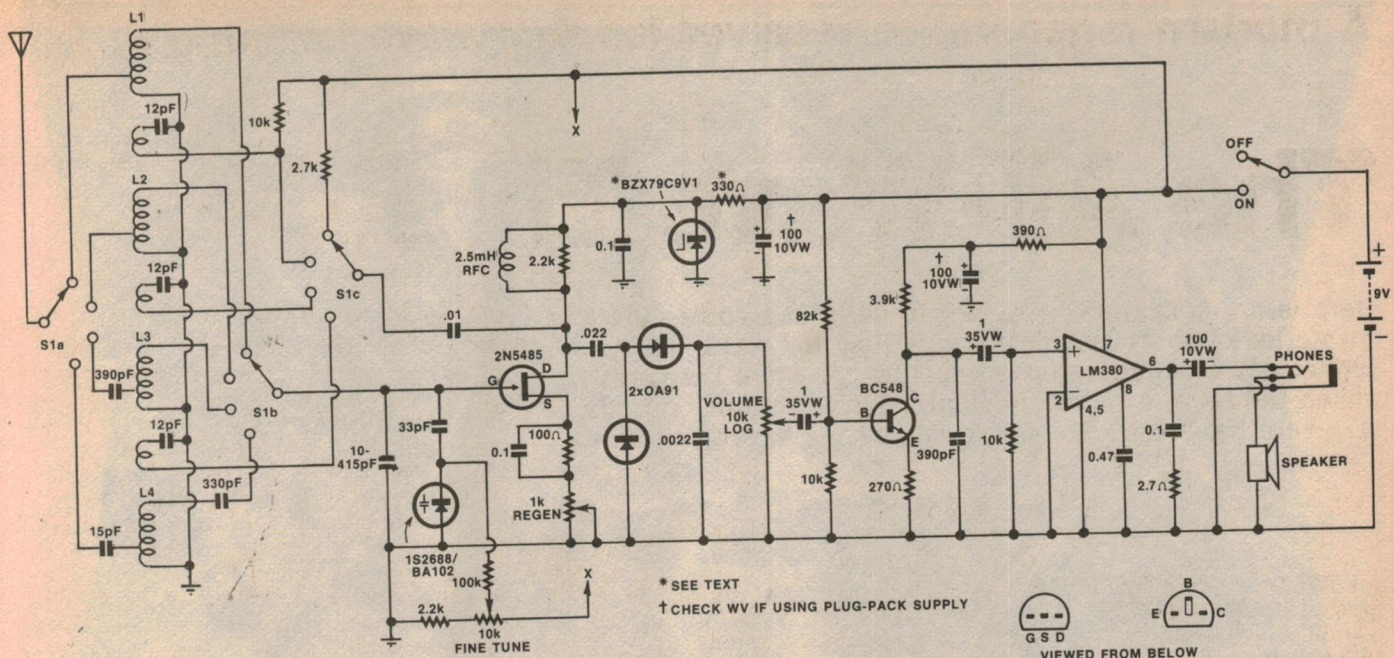 L1
12pF
10k
2.7k
X
L2
12pF
S1a
390pF
L3
S1c
S1b
12pF
330pF
L4
15pF
10-
415pF
33pF
1S2688/
BA102
100k
2.2k
10k
FINE TUNE
X
.01
2.5mH
RFC
2.2k
2N5485
G
D
S
0.1
100Ω
1k
REGEN
.022
2xOA91
.0022
*BZX79C9V1
*
330Ω
0.1
†
100
10VW
+
-
VOLUME
10k
LOG
1
35VW
- +
82k
10k
B
BC548
C
E
270Ω
3.9k
†
100
10VW
+
-
390Ω
390pF
1
35VW
+ -
10k
3
+
2
-
LM380
7
6
8
4,5
0.47
0.1
2.7Ω
100
10VW
+ -
PHONES
SPEAKER
OFF
ON
+
9V
-
* SEE TEXT
† CHECK WV IF USING PLUG-PACK SUPPLY
G S D
B
E C
VIEWED FROM BELOW